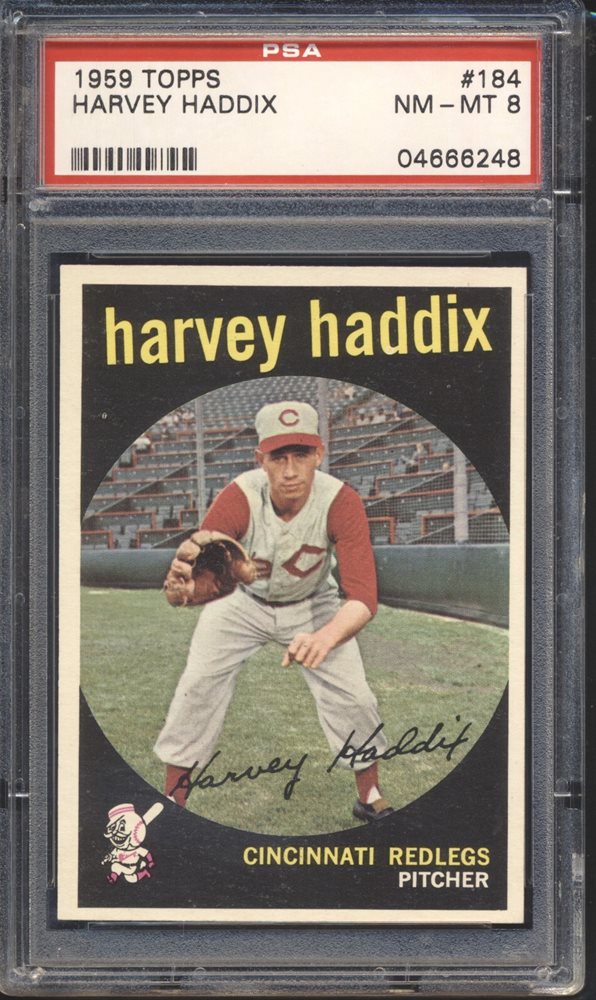 PSA
1959 TOPPS #184
HARVEY HADDIX NM - MT 8
04666248
harvey haddix
C
C
Harvey Haddix
CINCINNATI REDLEGS
PITCHER